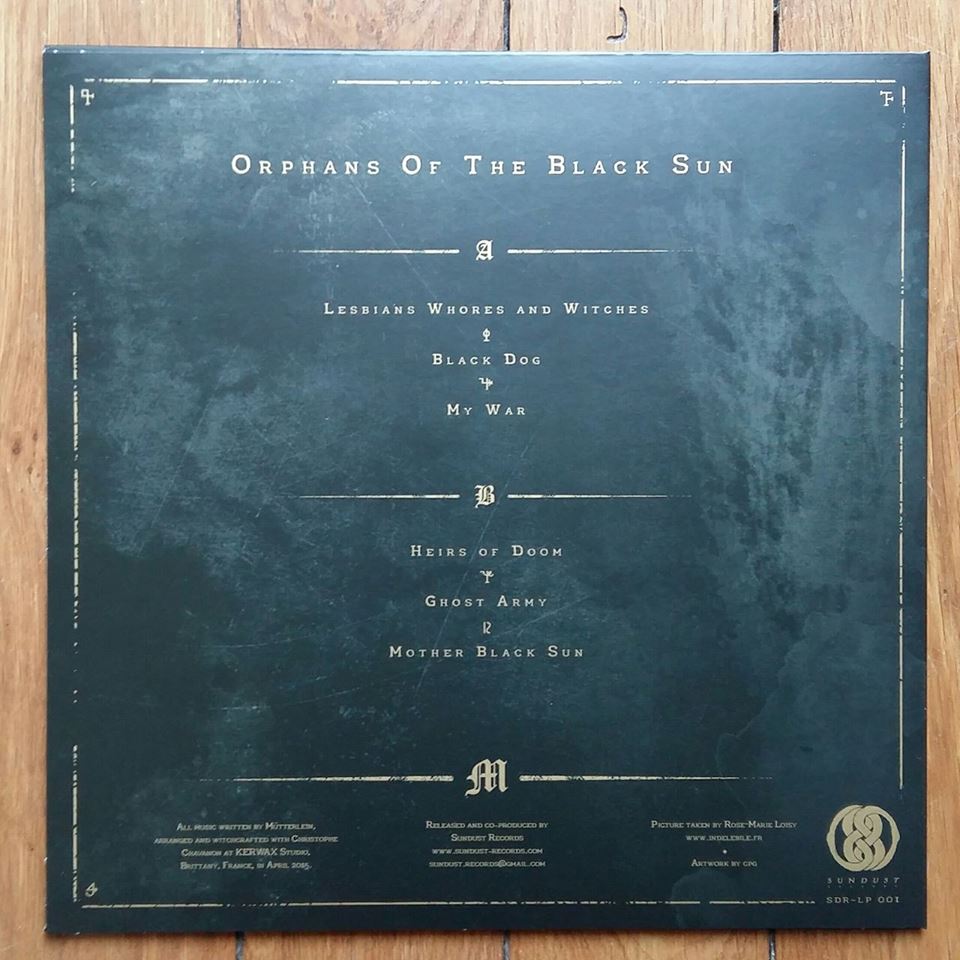 Orphans Of The Black Sun
A
Lesbians Whores and Witches
Black Dog
My War
B
Heirs of Doom
Ghost Army
Mother Black Sun
M
All music written by Mütterlein,
arranged and witchcrafted with Christophe
Chavanon at KERWAX Studio,
Brittany, France, in April 2015.
Released and co-produced by
Sundust Records
www.sundust-records.com
sundust.records@gmail.com
Picture taken by Rose-Marie Loisy
www.indelebile.fr
•
Artwork by gpg
SUNDUST
SDR-LP 001